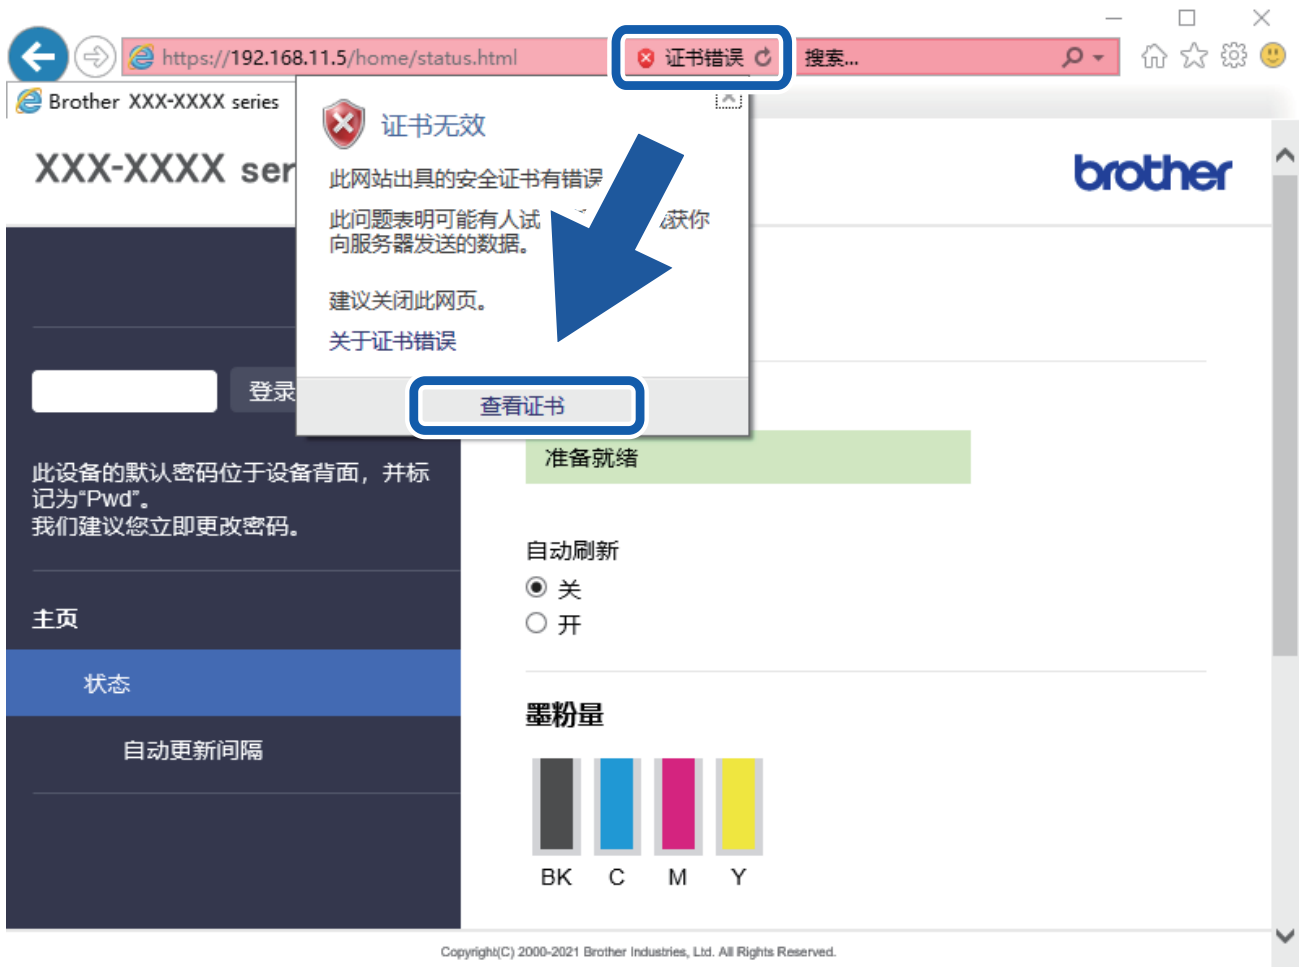 https://192.168.11.5/home/status.html
证书错误
搜索...
Brother XXX-XXXX series
证书无效
XXX-XXXX ser
brother
此网站出具的安全证书有错误
此问题表明可能有人试
获你
向服务器发送的数据。
建议关闭此网页。
关于证书错误
登录
查看证书
准备就绪
此设备的默认密码位于设备背面，并标
记为“Pwd”。
我们建议您立即更改密码。
自动刷新
关
开
主页
状态
自动更新间隔
墨粉量
BK C M Y
Copyright(C) 2000-2021 Brother Industries, Ltd. All Rights Reserved.